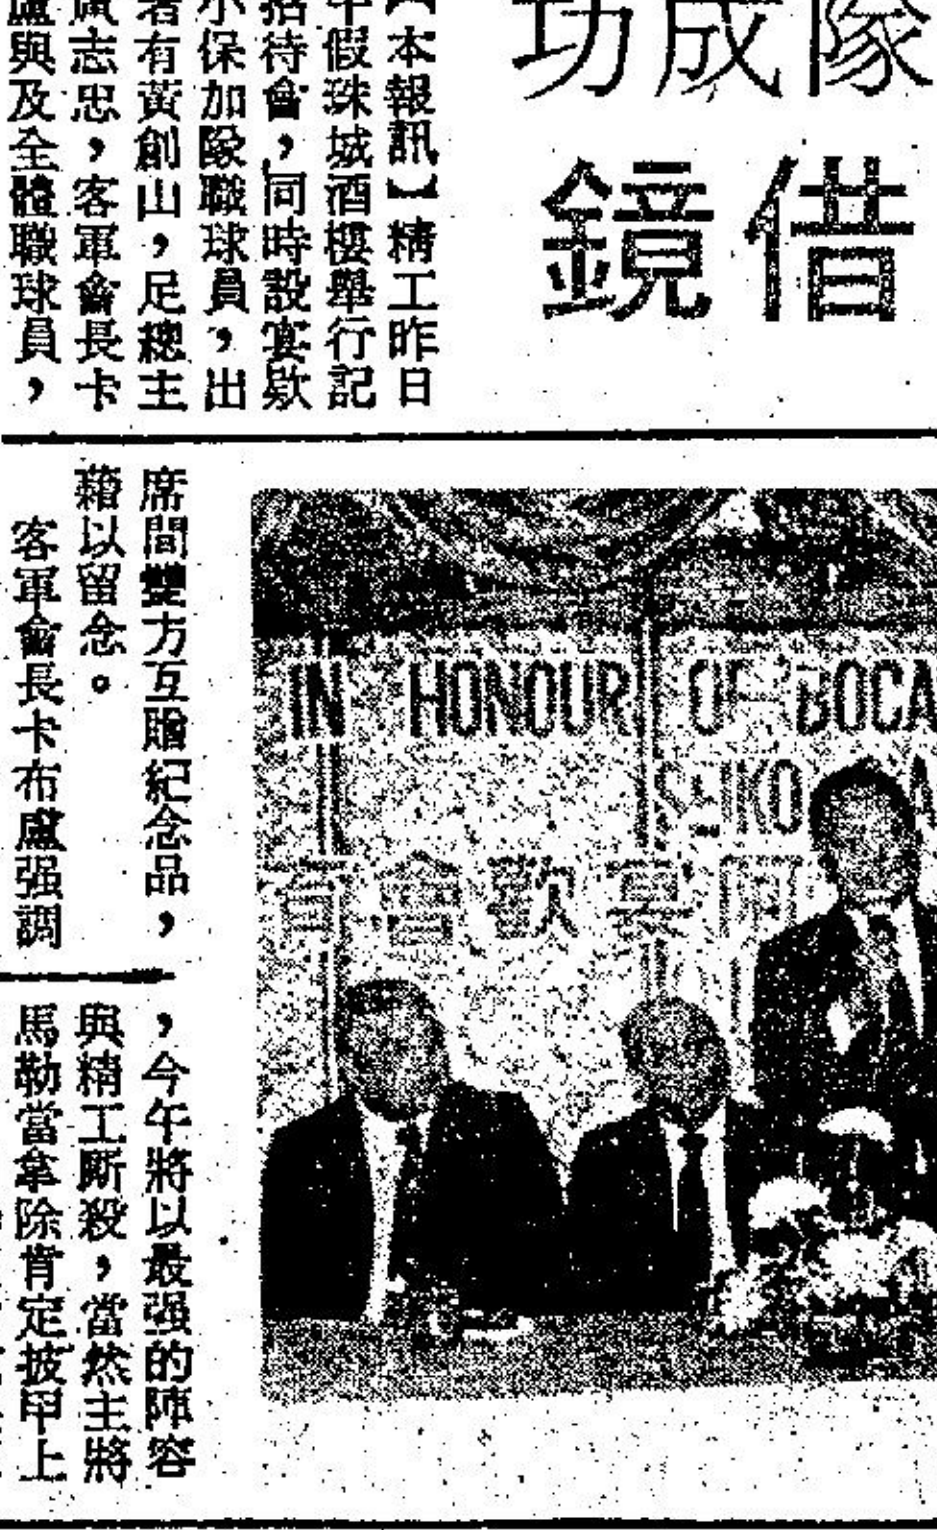 隊成功
借鏡
【本報訊】精工昨日
午假珠城酒樓舉行記
招待會，同時設宴欵
小保加隊職球員，出
者有黃創山，足總主
黃志忠，客軍會長卡
盧與及全體職球員，
席間雙方互贈紀念品，
藉以留念。
客軍會長卡布盧强調
，今午將以最强的陣容
與精工厮殺，當然主將
馬勒當拿除肯定披甲上
IN HONOUR OF BOCA
SEIKO
會歡